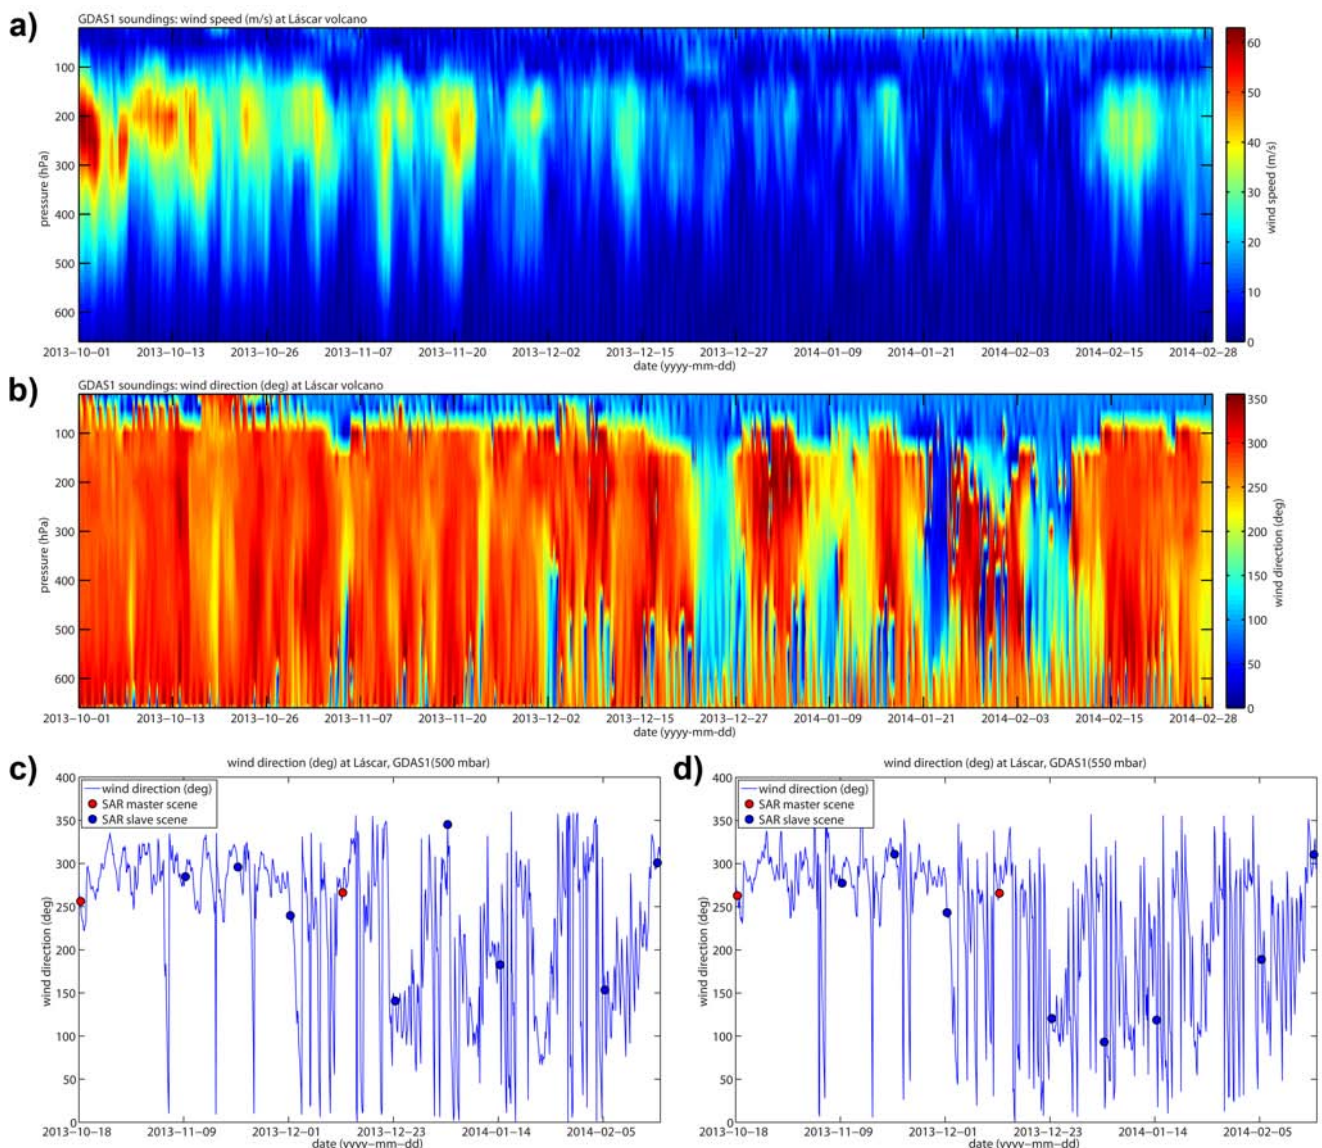 a)
GDAS1 soundings: wind speed (m/s) at Láscar volcano
100
200
300
400
500
600
pressure (hPa)
2013−10−01 2013−10−13 2013−10−26 2013−11−07 2013−11−20 2013−12−02 2013−12−15 2013−12−27 2014−01−09 2014−01−21 2014−02−03 2014−02−15 2014−02−28
date (yyyy-mm-dd)
60
50
40
30
20
10
0
wind speed (m/s)
b)
GDAS1 soundings: wind direction (deg) at Láscar volcano
100
200
300
400
500
600
pressure (hPa)
2013−10−01 2013−10−13 2013−10−26 2013−11−07 2013−11−20 2013−12−02 2013−12−15 2013−12−27 2014−01−09 2014−01−21 2014−02−03 2014−02−15 2014−02−28
date (yyyy-mm-dd)
350
300
250
200
150
100
50
0
wind direction (deg)
c)
wind direction (deg) at Láscar, GDAS1(500 mbar)
wind direction (deg)
SAR master scene
SAR slave scene
400
350
300
250
200
150
100
50
0
wind direction (deg)
2013−10−18 2013−11−09 2013−12−01 2013−12−23 2014−01−14 2014−02−05
date (yyyy−mm−dd)
d)
wind direction (deg) at Láscar, GDAS1(550 mbar)
wind direction (deg)
SAR master scene
SAR slave scene
400
350
300
250
200
150
100
50
0
wind direction (deg)
2013−10−18 2013−11−09 2013−12−01 2013−12−23 2014−01−14 2014−02−05
date (yyyy−mm−dd)